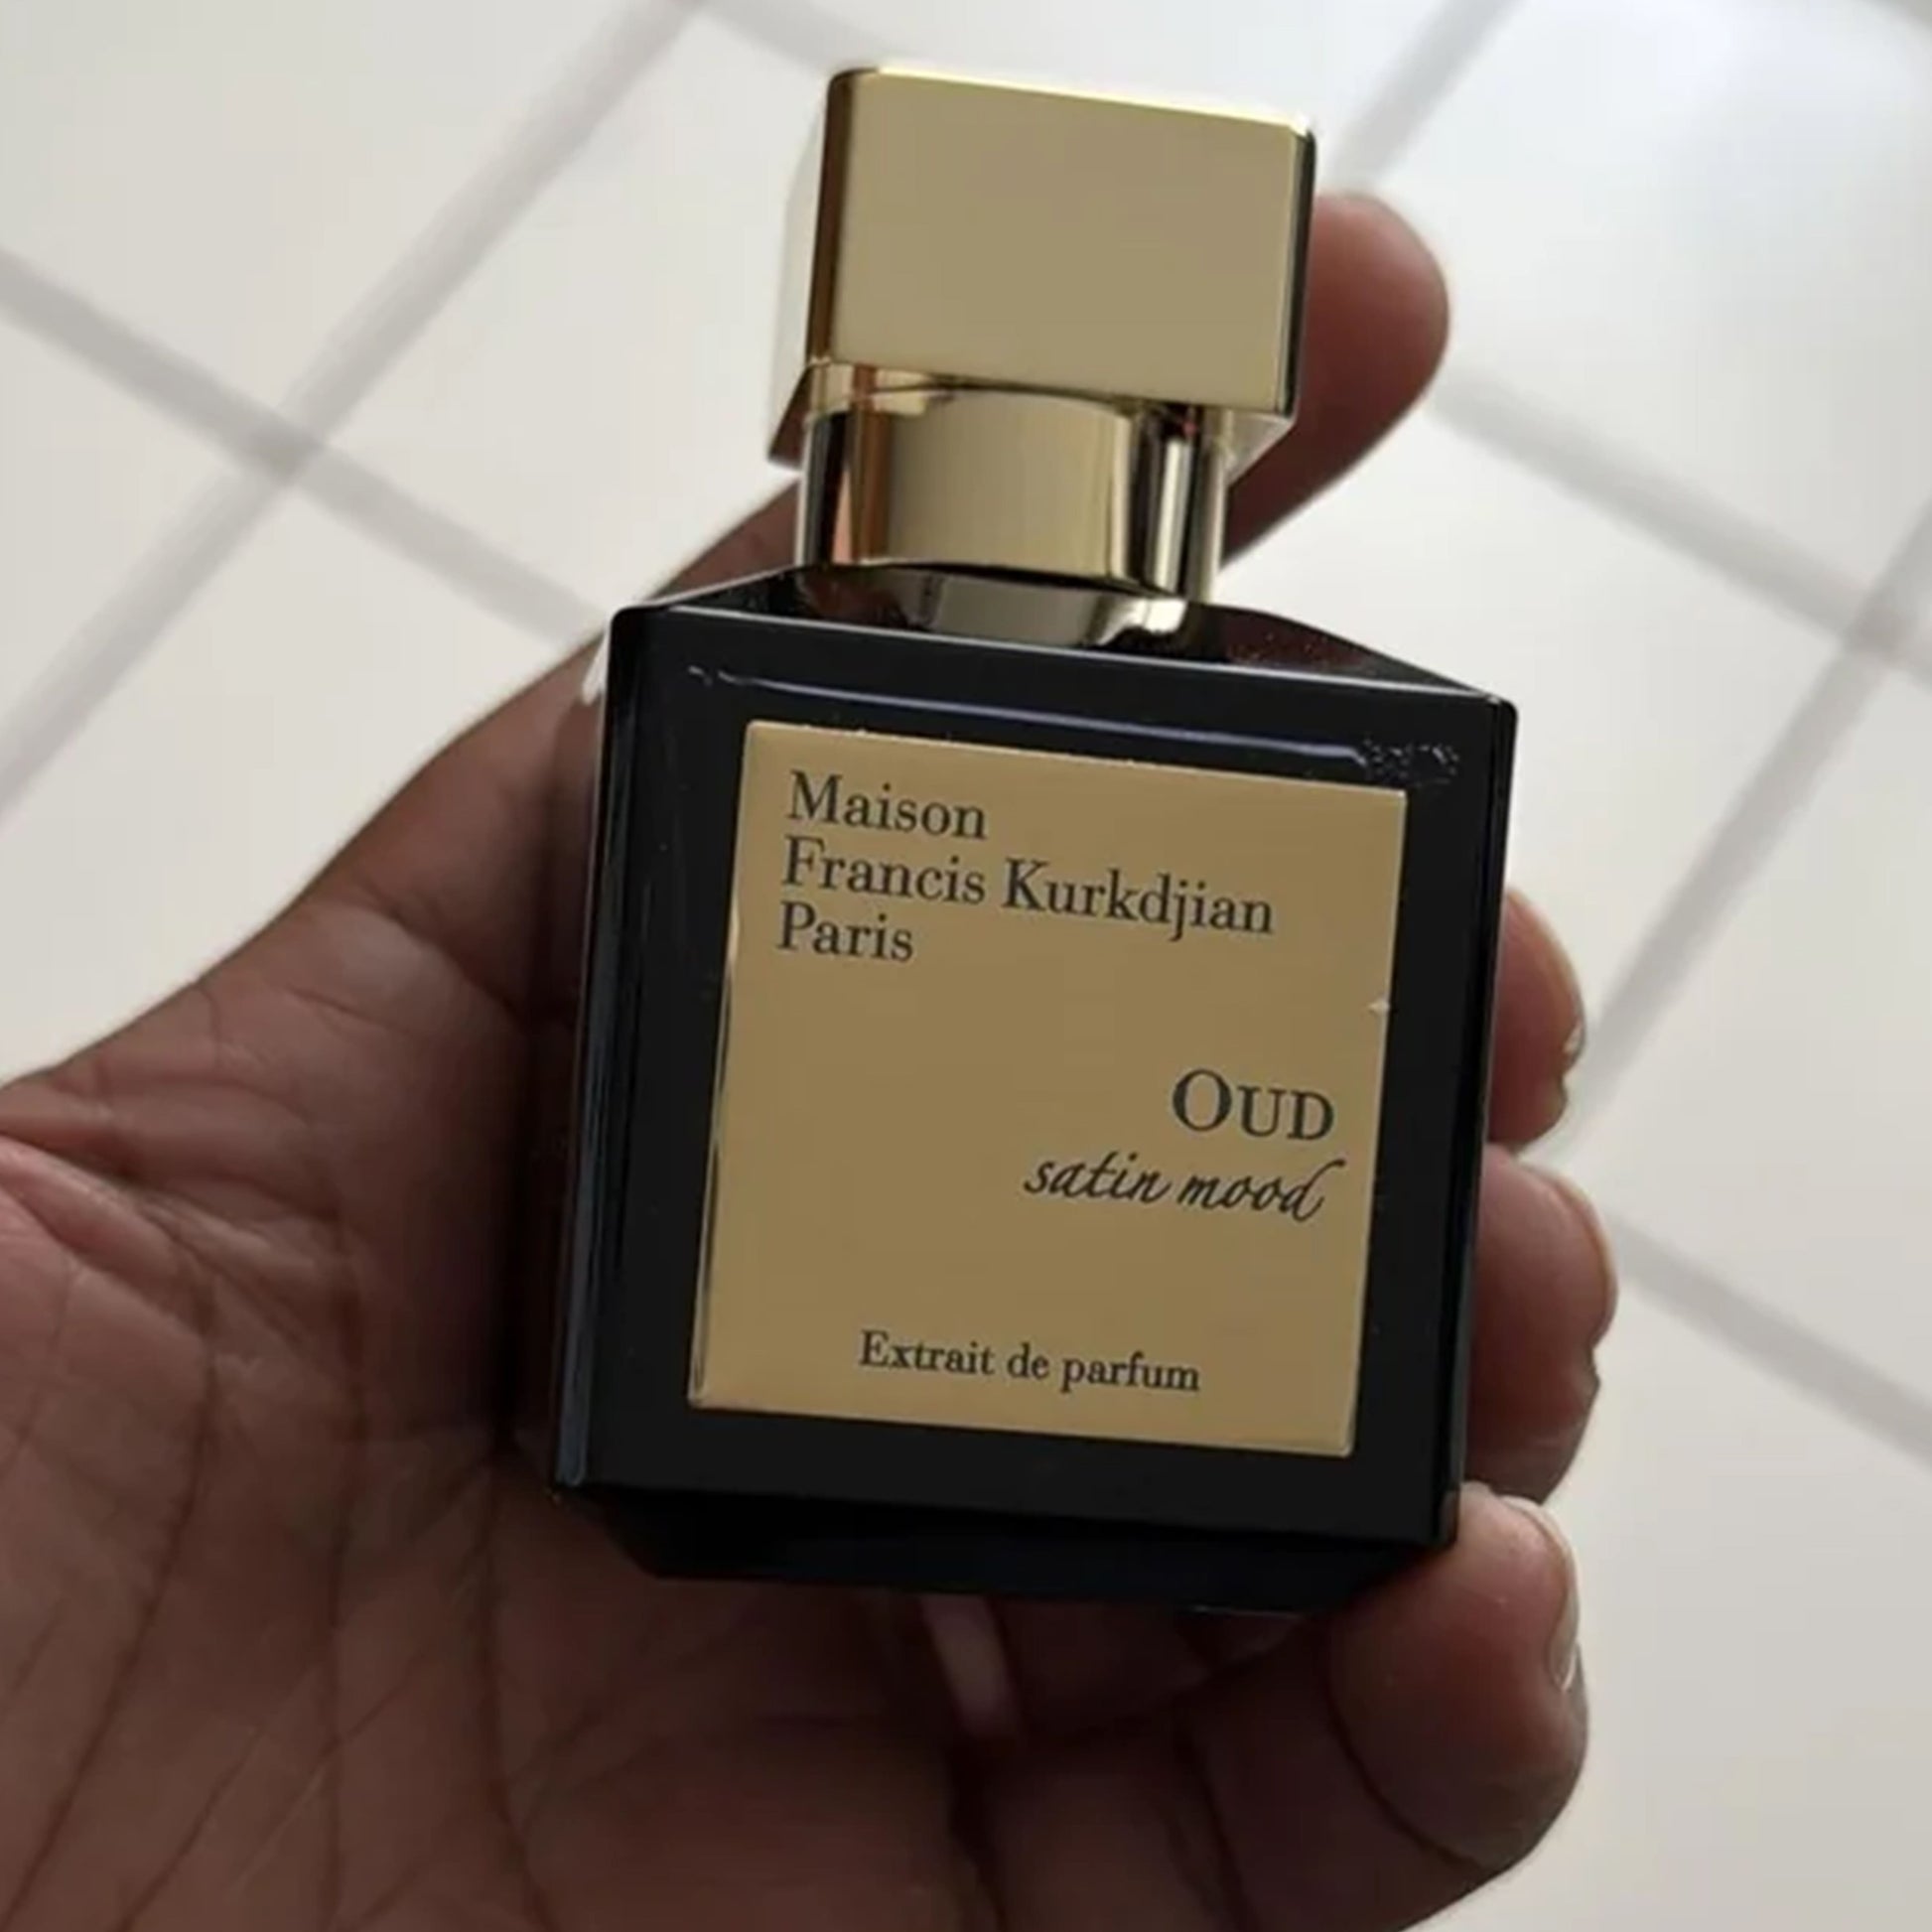 Maison
Francis Kurkdjian
Paris
OUD
satin mood
Extrait de parfum